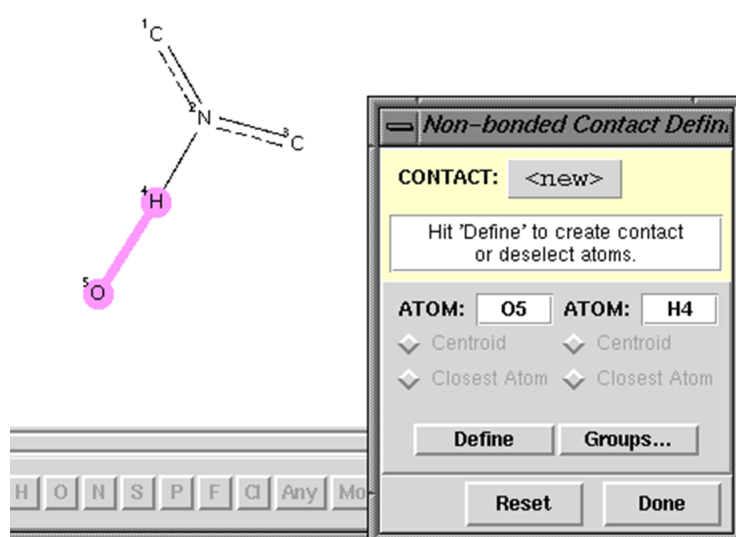 1 C
2 N
3 C
4 H
5 O
Non-bonded Contact Defin
CONTACT: <new>
Hit 'Define' to create contact
or deselect atoms.
ATOM: O5 ATOM: H4
Centroid Centroid
Closest Atom Closest Atom
Define Groups...
H O N S P F Cl Any Mo
Reset Done